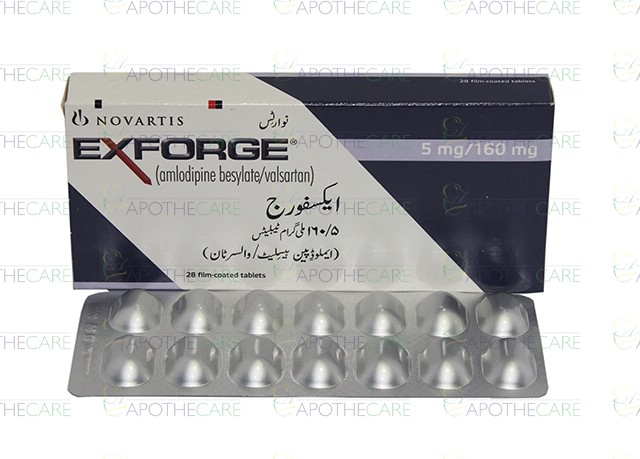 28 film-coated tablets
NOVARTIS
نوارٹس
EXFORGE®
5 mg/160 mg
(amlodipine besylate/valsartan)
ایکسفورج
۱۶۰/۵ ملی گرام ٹیبلیٹس
(ایملوڈپین بیسلیٹ/والسرٹان)
28 film-coated tablets
APOTHECARE